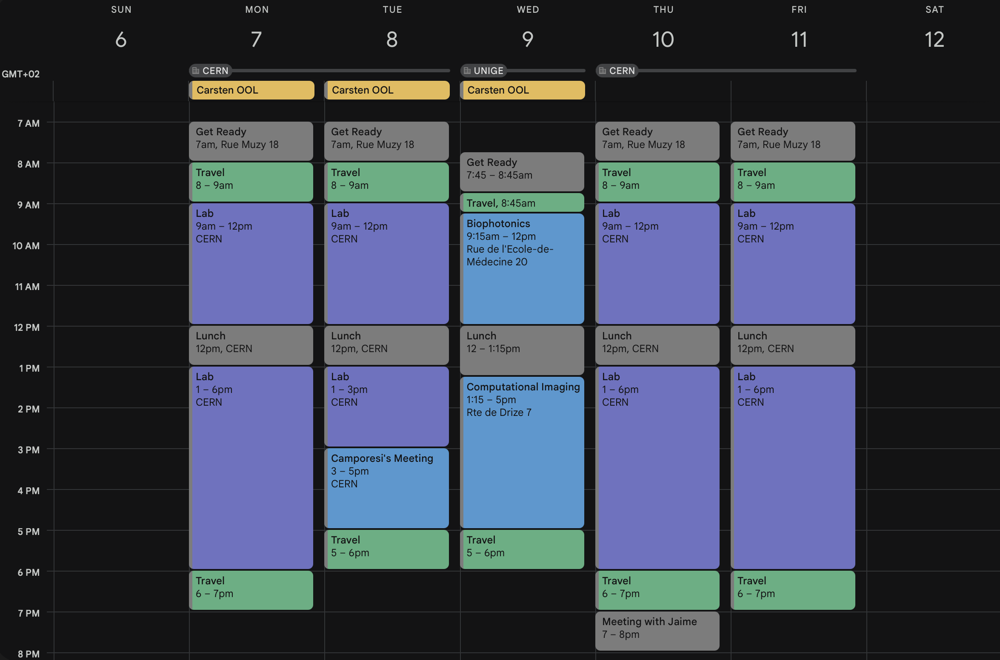 SUN
MON
TUE
WED
THU
FRI
SAT
6
7
8
9
10
11
12
GMT+02
CERN
UNIGE
CERN
Carsten OOL
Carsten OOL
Carsten OOL
7 AM
8 AM
9 AM
10 AM
11 AM
12 PM
1 PM
2 PM
3 PM
4 PM
5 PM
6 PM
7 PM
8 PM
Get Ready
7am, Rue Muzy 18
Travel
8 – 9am
Lab
9am – 12pm
CERN
Lunch
12pm, CERN
Lab
1 – 6pm
CERN
Travel
6 – 7pm
Get Ready
7am, Rue Muzy 18
Travel
8 – 9am
Lab
9am – 12pm
CERN
Lunch
12pm, CERN
Lab
1 – 3pm
CERN
Camporesi's Meeting
3 – 5pm
CERN
Travel
5 – 6pm
Get Ready
7:45 – 8:45am
Travel, 8:45am
Biophotonics
9:15am – 12pm
Rue de l'Ecole-de-
Médecine 20
Lunch
12 – 1:15pm
Computational Imaging
1:15 – 5pm
Rte de Drize 7
Travel
5 – 6pm
Get Ready
7am, Rue Muzy 18
Travel
8 – 9am
Lab
9am – 12pm
CERN
Lunch
12pm, CERN
Lab
1 – 6pm
CERN
Travel
6 – 7pm
Meeting with Jaime
7 – 8pm
Get Ready
7am, Rue Muzy 18
Travel
8 – 9am
Lab
9am – 12pm
CERN
Lunch
12pm, CERN
Lab
1 – 6pm
CERN
Travel
6 – 7pm